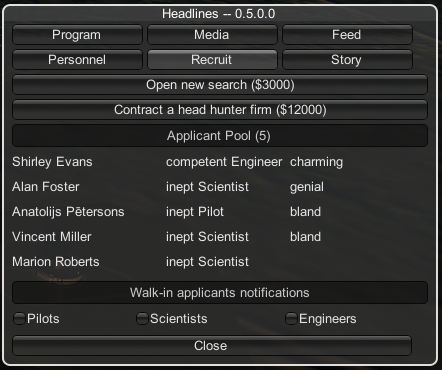 Headlines -- 0.5.0.0
Program Media Feed
Personnel Recruit Story
Open new search ($3000)
Contract a head hunter firm ($12000)
Applicant Pool (5)
Shirley Evans competent Engineer charming
Alan Foster inept Scientist genial
Anatolijs Pētersons inept Pilot bland
Vincent Miller inept Scientist bland
Marion Roberts inept Scientist
Walk-in applicants notifications
Pilots Scientists Engineers
Close